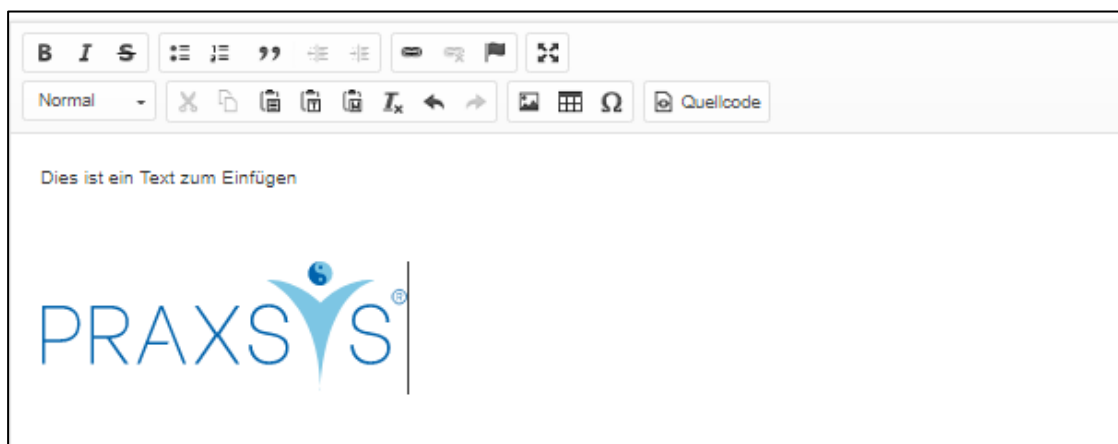 B I S
Normal Ω Quellcode
Dies ist ein Text zum Einfügen
PRAXSYS®